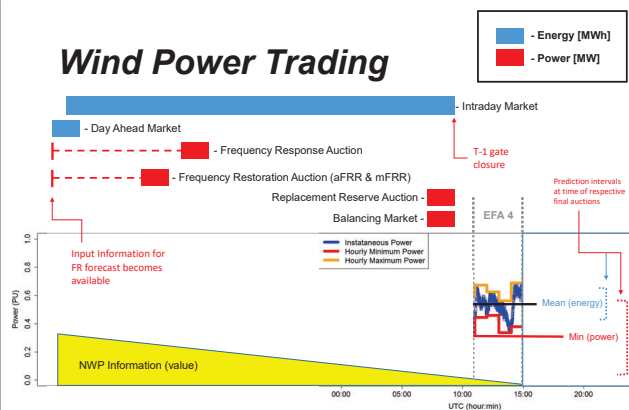 Wind Power Trading
- Energy [MWh]
- Power [MW]
- Intraday Market
- Day Ahead Market
- Frequency Response Auction
T-1 gate
closure
- Frequency Restoration Auction (aFRR & mFRR)
Prediction intervals
at time of respective
final auctions
Replacement Reserve Auction -
Balancing Market -
EFA 4
Input Information for
FR forecast becomes
available
Instataneous Power
Hourly Minimum Power
Hourly Maximum Power
Mean (energy)
Min (power)
NWP Information (value)
Power (PU)
1.0
0.8
0.6
0.4
0.2
0.0
00:00
05:00
10:00
15:00
20:00
UTC (hour:min)